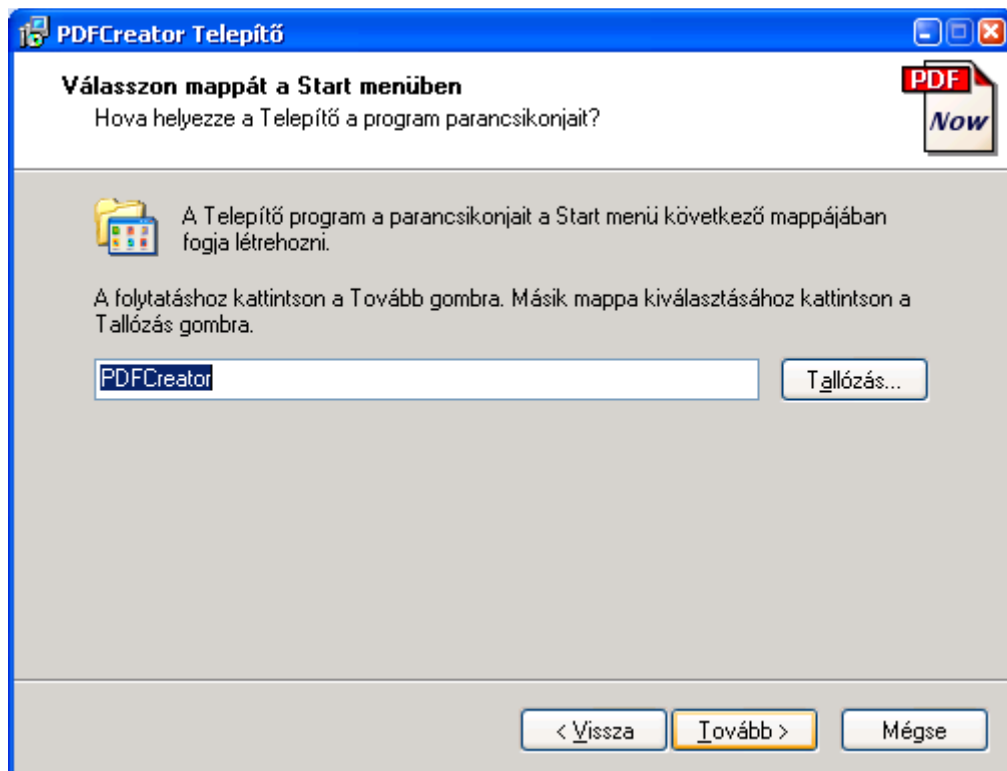 PDFCreator Telepítő
Válasszon mappát a Start menüben
Hova helyezze a Telepítő a program parancsikonjait?
PDF
Now
A Telepítő program a parancsikonjait a Start menü következő mappájában
fogja létrehozni.
A folytatáshoz kattintson a Tovább gombra. Másik mappa kiválasztásához kattintson a
Tallózás gombra.
PDFCreator
Tallózás...
< Vissza
Tovább >
Mégse